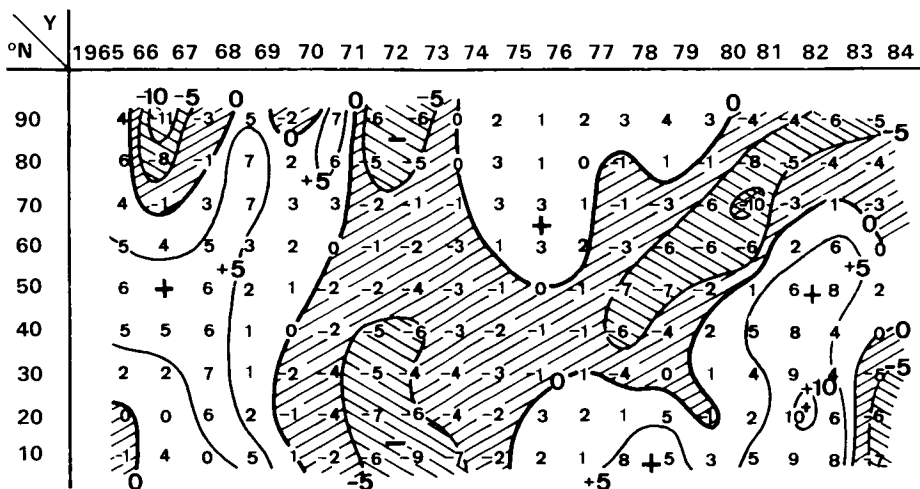 Y
°N 1965 66 67 68 69 70 71 72 73 74 75 76 77 78 79 80 81 82 83 84
-10 -5 0 0 -5 0
90 4 -11 -3 5 -2 7 -6 -6 0 2 1 2 3 4 3 -4 -4 -6 -5
0 − -5
80 6 -8 -1 7 2 6 -5 -5 0 3 1 0 -1 1 -1 -8 -5 -4 -4
+5
70 4 -1 3 7 3 3 -2 -1 -1 3 3 1 -1 -3 -6 -10 -3 1 -3
+ 0
60 5 4 5 3 2 0 -1 -2 -3 1 3 2 -3 -6 -6 -6 2 6 0
+5 +5
50 6 + 6 2 1 -2 -2 -4 -3 -1 0 -1 -7 -7 -2 1 6 + 8 2
40 5 5 6 1 0 -2 -5 -6 -3 -2 -1 -1 -6 -4 2 5 8 4 0 0
30 2 2 7 1 -2 -4 -5 -4 -4 -3 -1 0 -1 -4 0 1 4 9 4 -5 -5
+10
20 0 0 6 2 -1 -4 -7 -6 -4 -2 3 2 1 5 -1 2 10 + 6 -6
−
10 -1 4 0 5 1 -2 -6 -9 -7 -2 2 1 8 + 5 3 5 9 8 -7
0 -5 +5